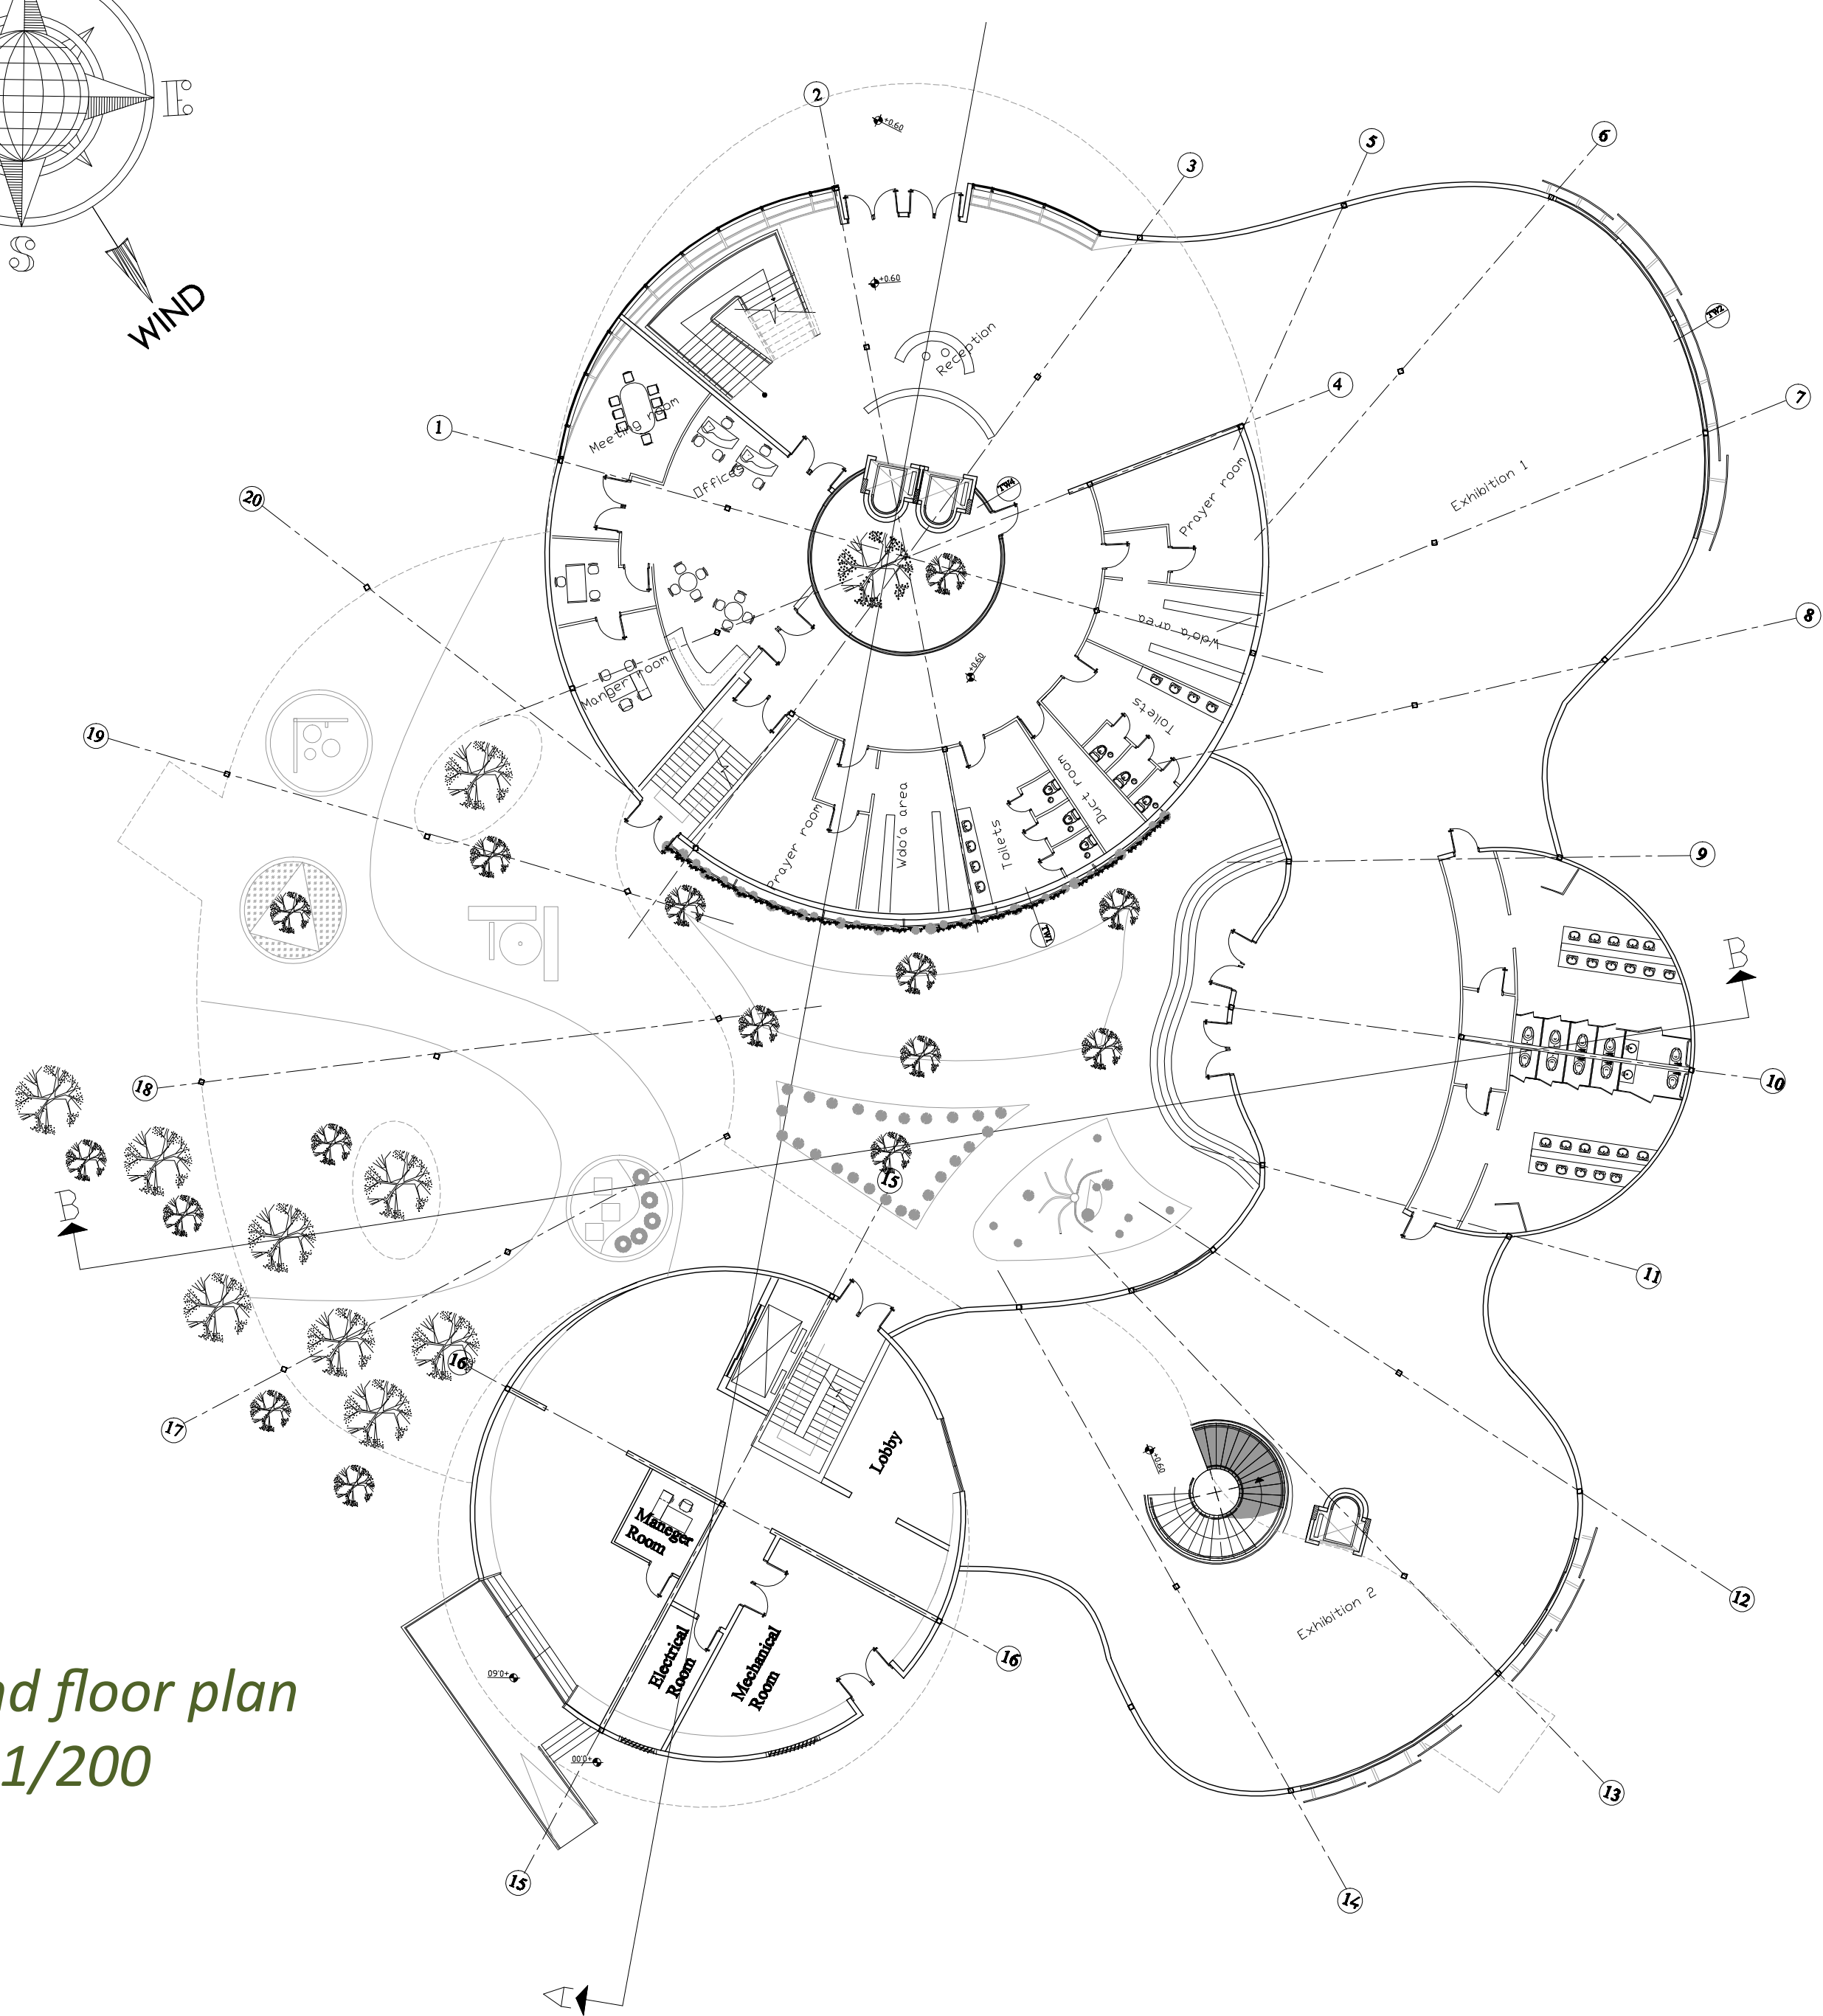 E
S
WIND
2
+0.60
3
5
6
+0.60
TW2
Reception
4
7
Meeting room
1
Exhibition 1
Office
Prayer room
TW4
20
Wdo'a area
8
+0.60
Manger room
Toilets
19
Duct room
Prayer room
Wdo'a area
Toilets
9
TW1
B
10
18
15
B
11
16
17
Lobby
+0.60
Maneger
Room
12
Exhibition 2
Electrical
Room
Mechanical
Room
16
+0.60
nd floor plan
1/200
±0.00
13
15
14
A